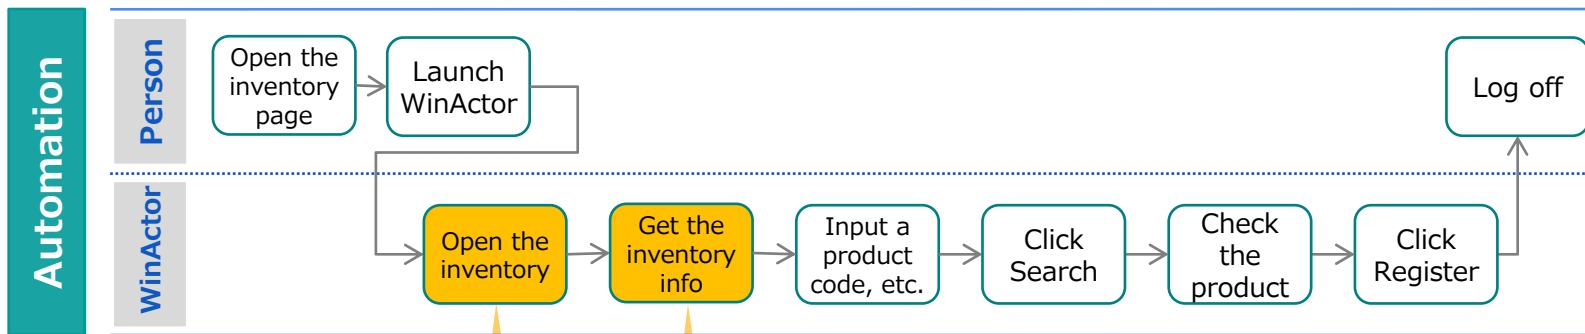 Automation
Person
Open the
inventory
page
Launch
WinActor
Log off
WinActor
Open the
inventory
Get the
inventory
info
Input a
product
code, etc.
Click
Search
Check
the
product
Click
Register